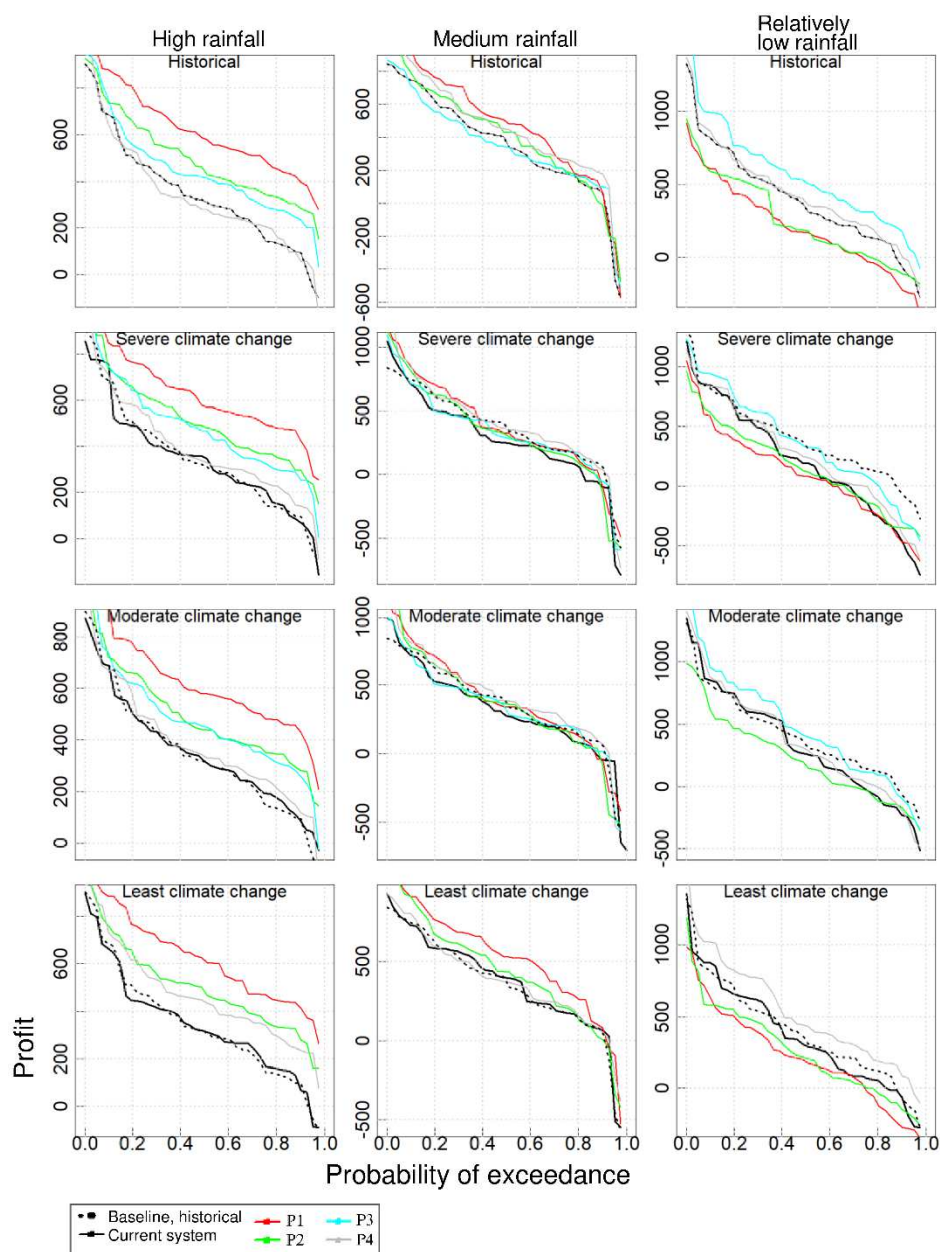 High rainfall
Medium rainfall
Relatively
low rainfall
Historical
Historical
Historical
600
400
200
0
600
200
-200
-600
1000
500
0
Severe climate change
Severe climate change
Severe climate change
600
400
200
0
1000
500
0
-500
1000
500
0
-500
Moderate climate change
Moderate climate change
Moderate climate change
800
600
400
200
0
1000
500
0
-500
1000
500
0
-500
Least climate change
Least climate change
Least climate change
600
200
0
500
0
-500
1000
500
0
Profit
0.0 0.2 0.4 0.6 0.8 1.0
0.0 0.2 0.4 0.6 0.8 1.0
0.0 0.2 0.4 0.6 0.8 1.0
Probability of exceedance
Baseline, historical
Current system
P1
P2
P3
P4